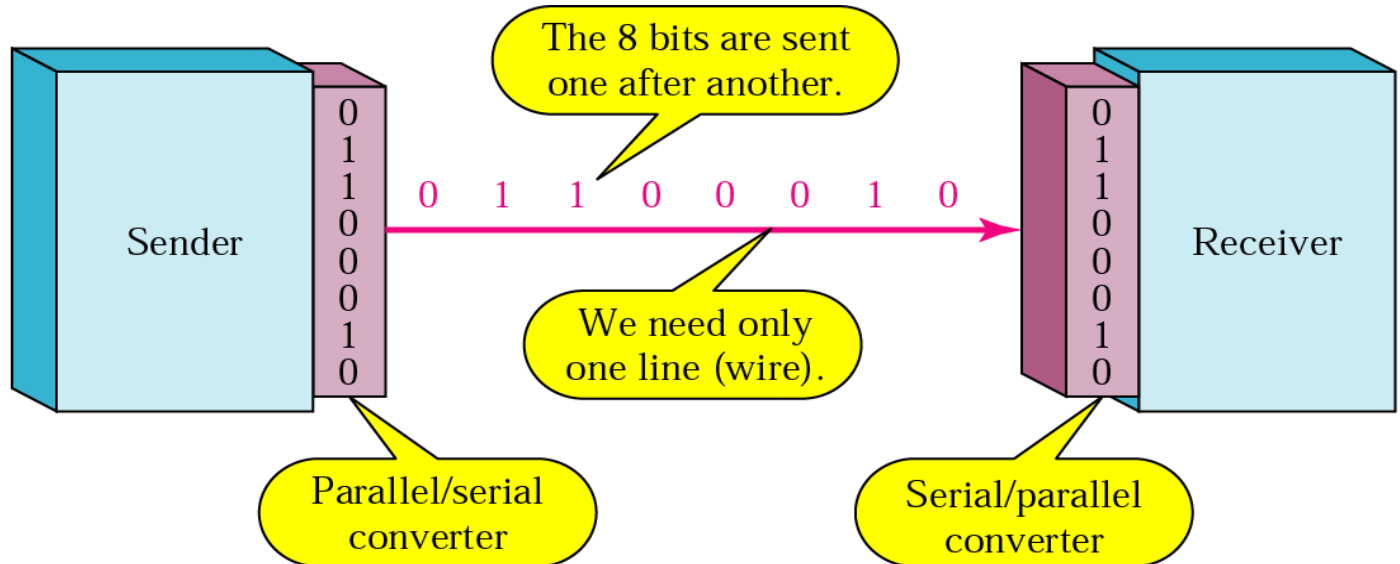 The 8 bits are sent
one after another.
0
1
1
0
0
0
1
0
0 1 1 0 0 0 1 0
0
1
1
0
0
0
1
0
Sender
Receiver
We need only
one line (wire).
Parallel/serial
converter
Serial/parallel
converter